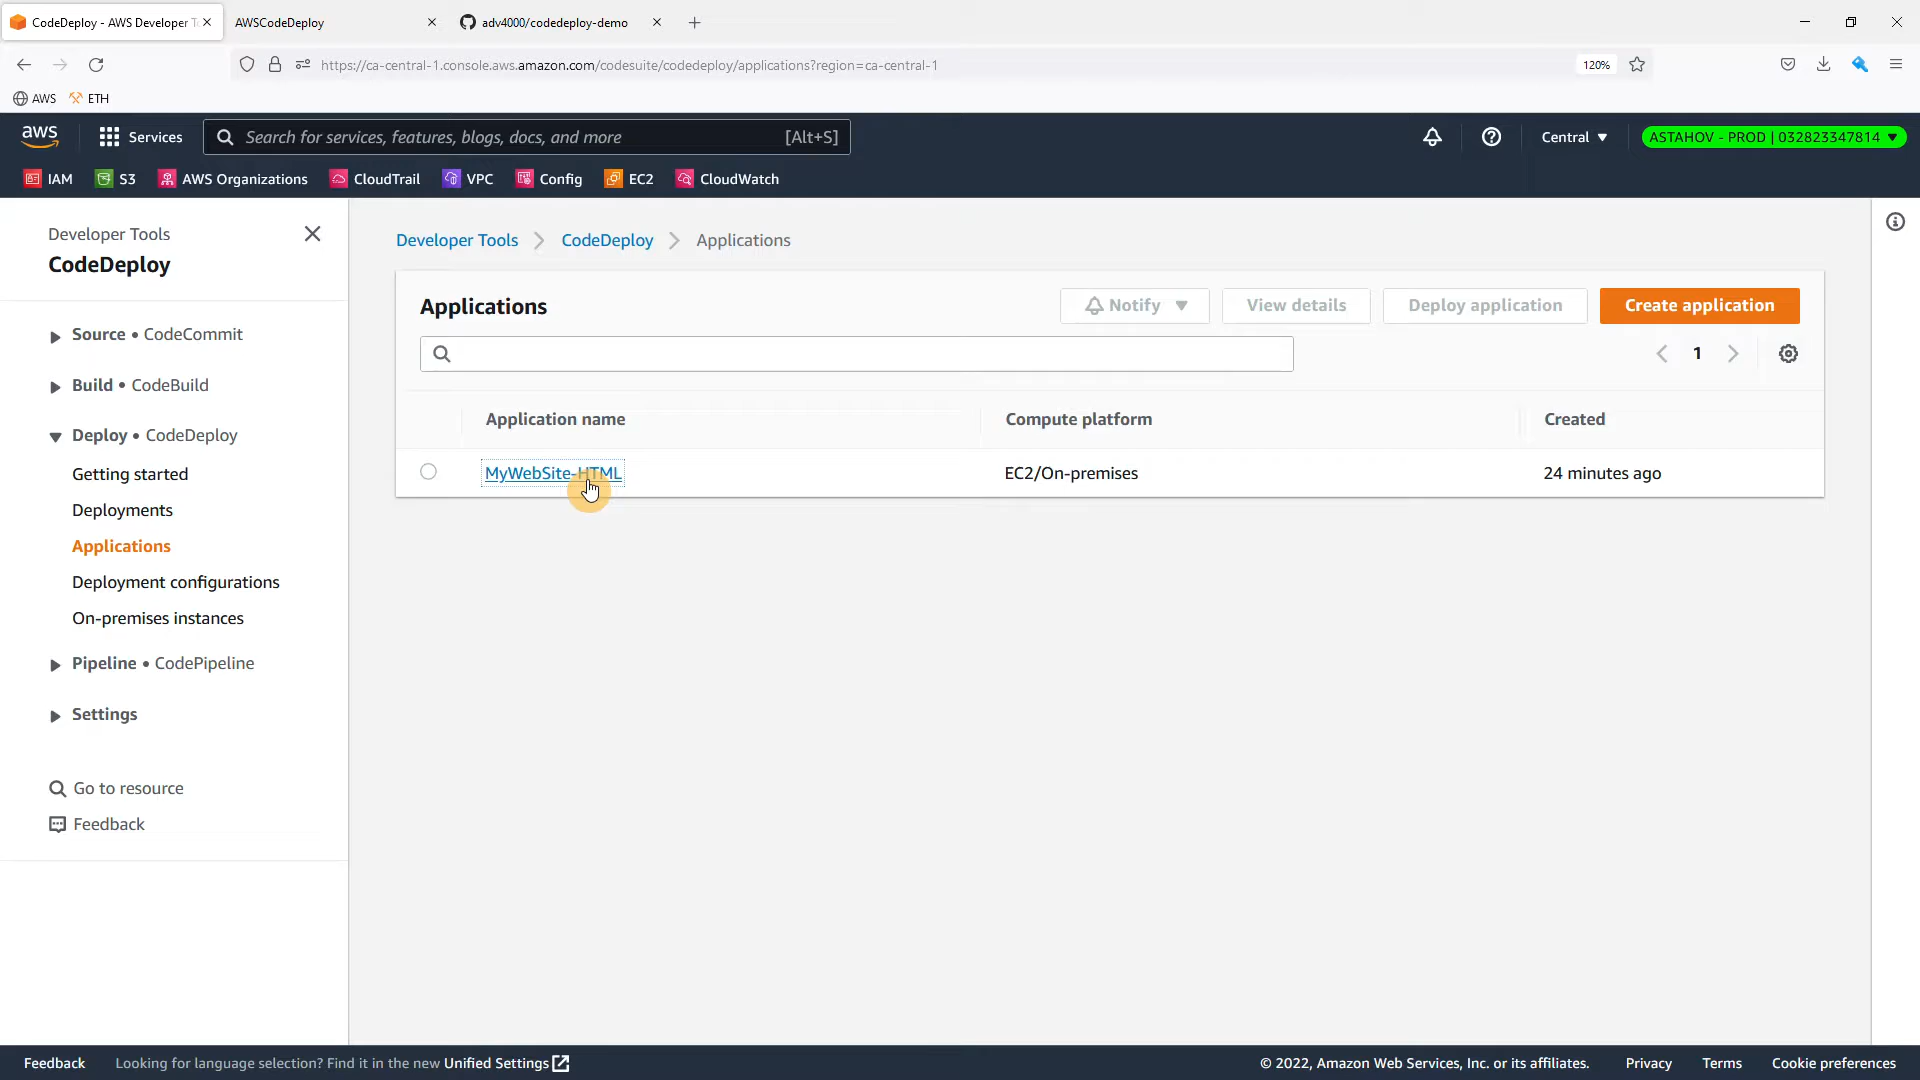 CodeDeploy - AWS Developer T
AWSCodeDeploy
adv4000/codedeploy-demo
https://ca-central-1.console.aws.amazon.com/codesuite/codedeploy/applications?region=ca-central-1
120%
AWS
ETH
aws
Services
Search for services, features, blogs, docs, and more
[Alt+S]
Central
ASTAHOV - PROD | 032823347814
IAM
S3
AWS Organizations
CloudTrail
VPC
Config
EC2
CloudWatch
Developer Tools
CodeDeploy
Source • CodeCommit
Build • CodeBuild
Deploy • CodeDeploy
Getting started
Deployments
Applications
Deployment configurations
On-premises instances
Pipeline • CodePipeline
Settings
Go to resource
Feedback
Developer Tools
CodeDeploy
Applications
Applications
Notify
View details
Deploy application
Create application
1
Application name
Compute platform
Created
MyWebSite-HTML
EC2/On-premises
24 minutes ago
Feedback
Looking for language selection? Find it in the new Unified Settings
© 2022, Amazon Web Services, Inc. or its affiliates.
Privacy
Terms
Cookie preferences